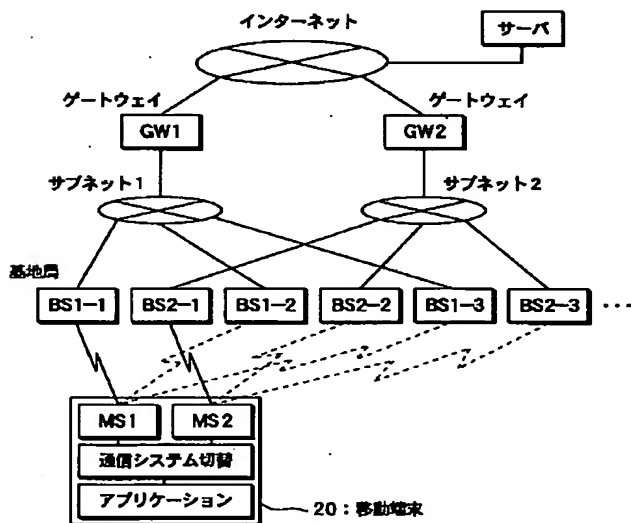 インターネット
サーバ
ゲートウェイ
ゲートウェイ
GW1
GW2
サブネット1
サブネット2
基地局
BS1-1
BS2-1
BS1-2
BS2-2
BS1-3
BS2-3
・・・
MS1
MS2
通信システム切替
アプリケーション
20：移動端末